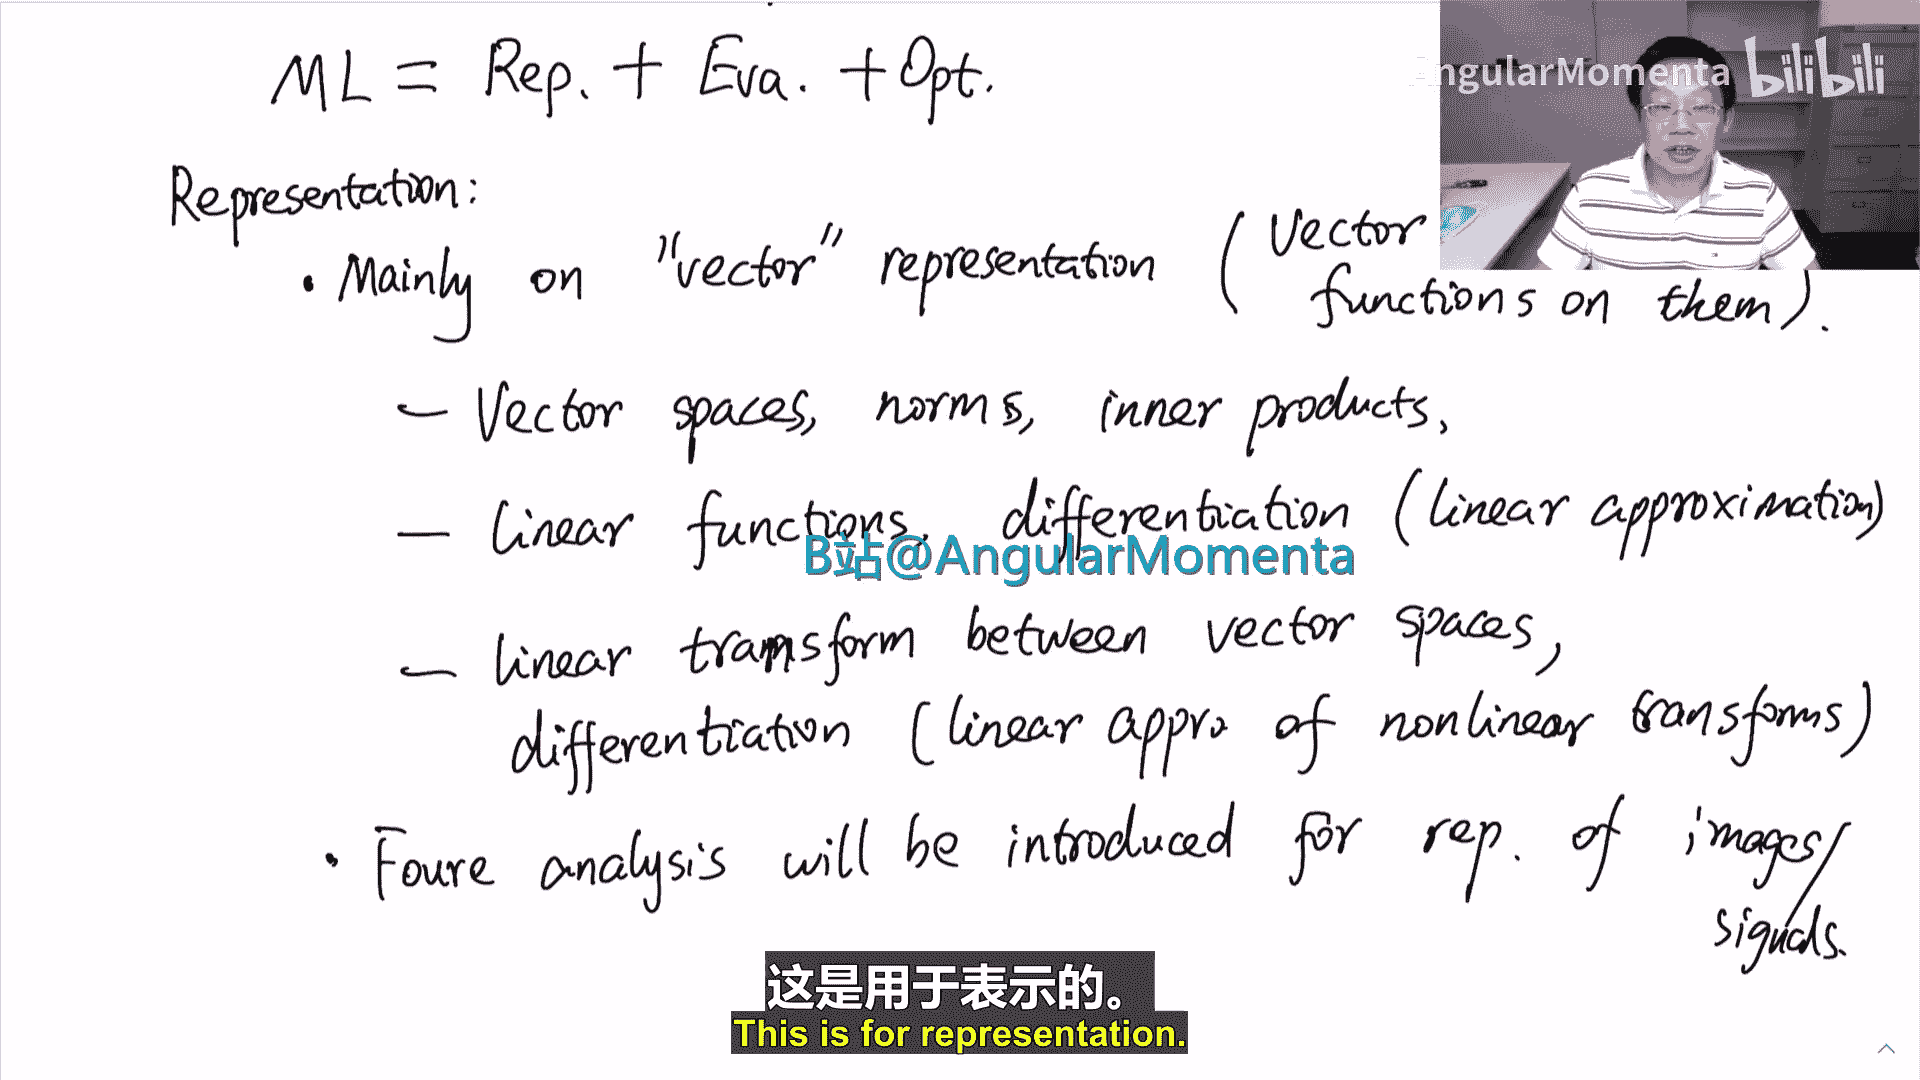 ML = Rep. + Eva. + Opt.
AngularMomenta bilibili
Representation:
• Mainly on "vector" representation ( Vector
functions on them).
- Vector spaces, norms, inner products,
- linear functions, differentiation (linear approximation)
B站@AngularMomenta
- linear transform between vector spaces,
differentiation (linear appro of nonlinear transforms)
• Foure analysis will be introduced for rep. of images/
signals.
这是用于表示的。
This is for representation.